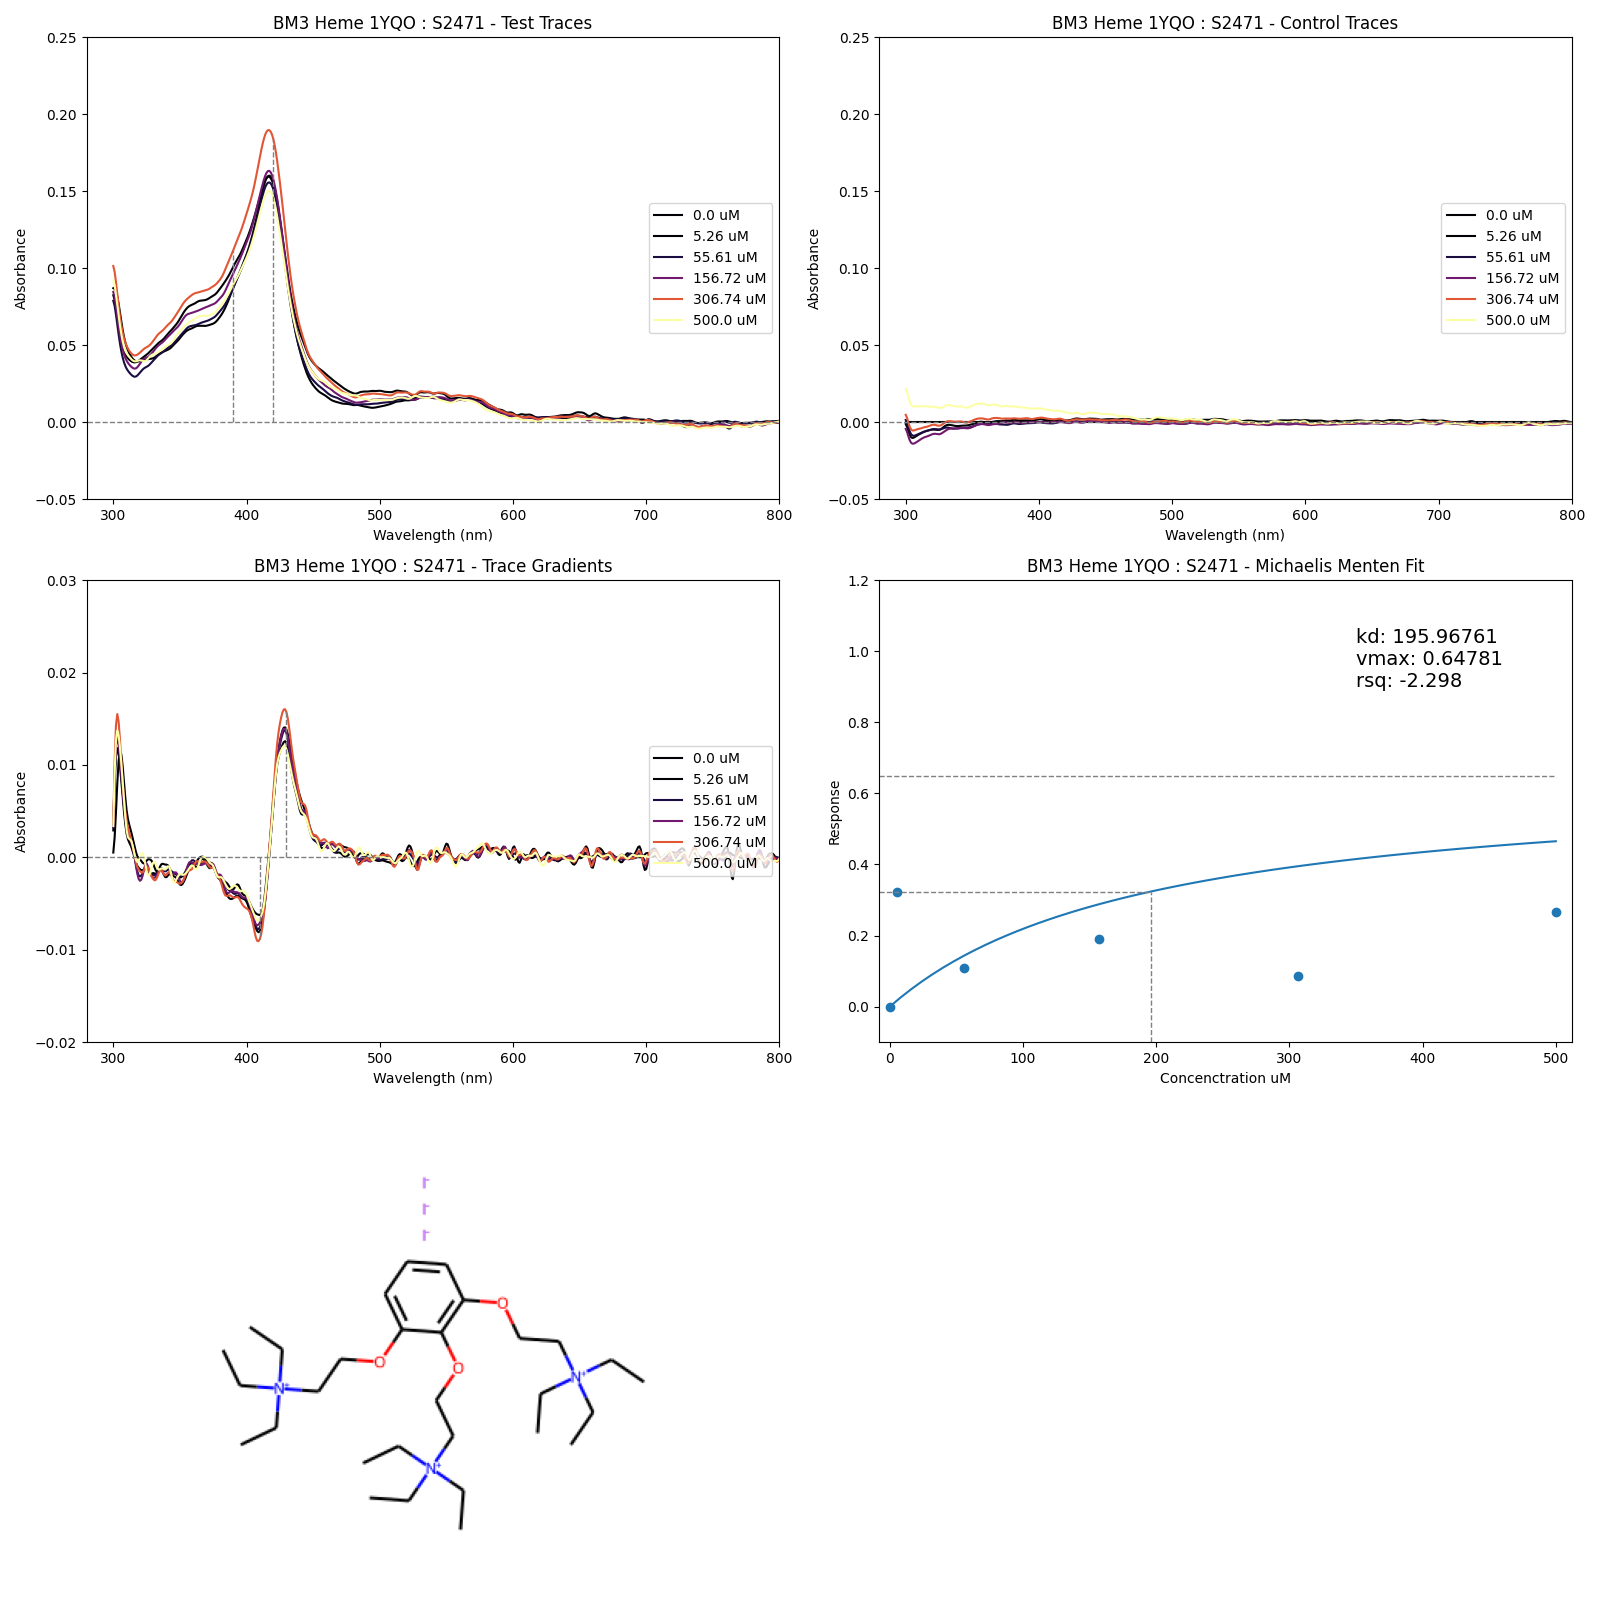 BM3 Heme 1YQO : S2471 - Test Traces
0.25
0.20
0.15
0.10
0.05
0.00
−0.05
Absorbance
300 400 500 600 700 800
Wavelength (nm)
0.0 uM
5.26 uM
55.61 uM
156.72 uM
306.74 uM
500.0 uM
BM3 Heme 1YQO : S2471 - Control Traces
0.25
0.20
0.15
0.10
0.05
0.00
−0.05
Absorbance
300 400 500 600 700 800
Wavelength (nm)
0.0 uM
5.26 uM
55.61 uM
156.72 uM
306.74 uM
500.0 uM
BM3 Heme 1YQO : S2471 - Trace Gradients
0.03
0.02
0.01
0.00
−0.01
−0.02
Absorbance
300 400 500 600 700 800
Wavelength (nm)
0.0 uM
5.26 uM
55.61 uM
156.72 uM
306.74 uM
500.0 uM
BM3 Heme 1YQO : S2471 - Michaelis Menten Fit
1.2
1.0
0.8
0.6
0.4
0.2
0.0
Response
kd: 195.96761
vmax: 0.64781
rsq: -2.298
0 100 200 300 400 500
Concenctration uM
I⁻
I⁻
I⁻
O
O
O
N⁺
N⁺
N⁺